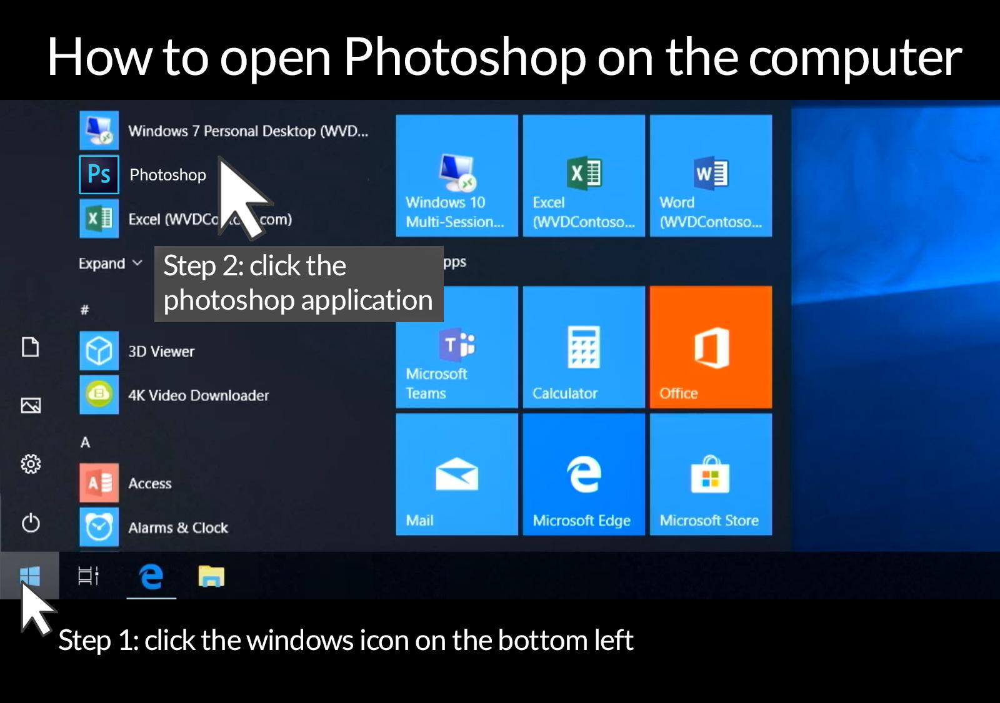 How to open Photoshop on the computer
Windows 7 Personal Desktop (WVD...
Ps
Photoshop
X
Excel (WVDCo com)
Expand
Step 2: click the
photoshop application
#
3D Viewer
4K Video Downloader
A
A
Access
Alarms & Clock
Windows 10
Multi-Session...
X
Excel
(WVDContoso...
W
Word
(WVDContoso...
pps
T
Microsoft
Teams
Calculator
Office
Mail
Microsoft Edge
Microsoft Store
Step 1: click the windows icon on the bottom left